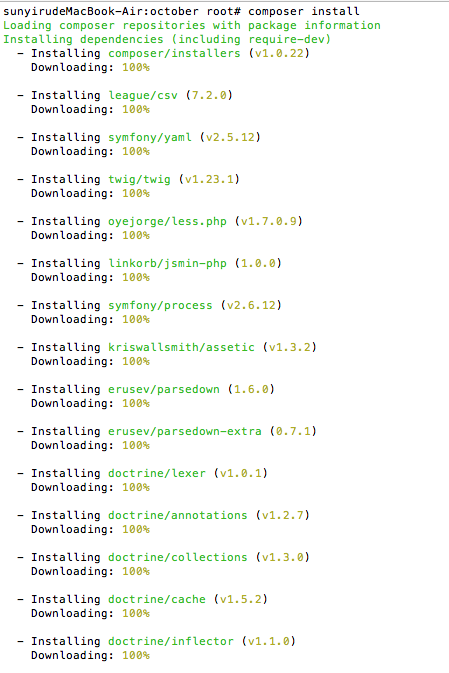 sunyirudeMacBook-Air:october root# composer install
Loading composer repositories with package information
Installing dependencies (including require-dev)
- Installing composer/installers (v1.0.22)
Downloading: 100%
- Installing league/csv (7.2.0)
Downloading: 100%
- Installing symfony/yaml (v2.5.12)
Downloading: 100%
- Installing twig/twig (v1.23.1)
Downloading: 100%
- Installing oyejorge/less.php (v1.7.0.9)
Downloading: 100%
- Installing linkorb/jsmin-php (1.0.0)
Downloading: 100%
- Installing symfony/process (v2.6.12)
Downloading: 100%
- Installing kriswallsmith/assetic (v1.3.2)
Downloading: 100%
- Installing erusev/parsedown (1.6.0)
Downloading: 100%
- Installing erusev/parsedown-extra (0.7.1)
Downloading: 100%
- Installing doctrine/lexer (v1.0.1)
Downloading: 100%
- Installing doctrine/annotations (v1.2.7)
Downloading: 100%
- Installing doctrine/collections (v1.3.0)
Downloading: 100%
- Installing doctrine/cache (v1.5.2)
Downloading: 100%
- Installing doctrine/inflector (v1.1.0)
Downloading: 100%